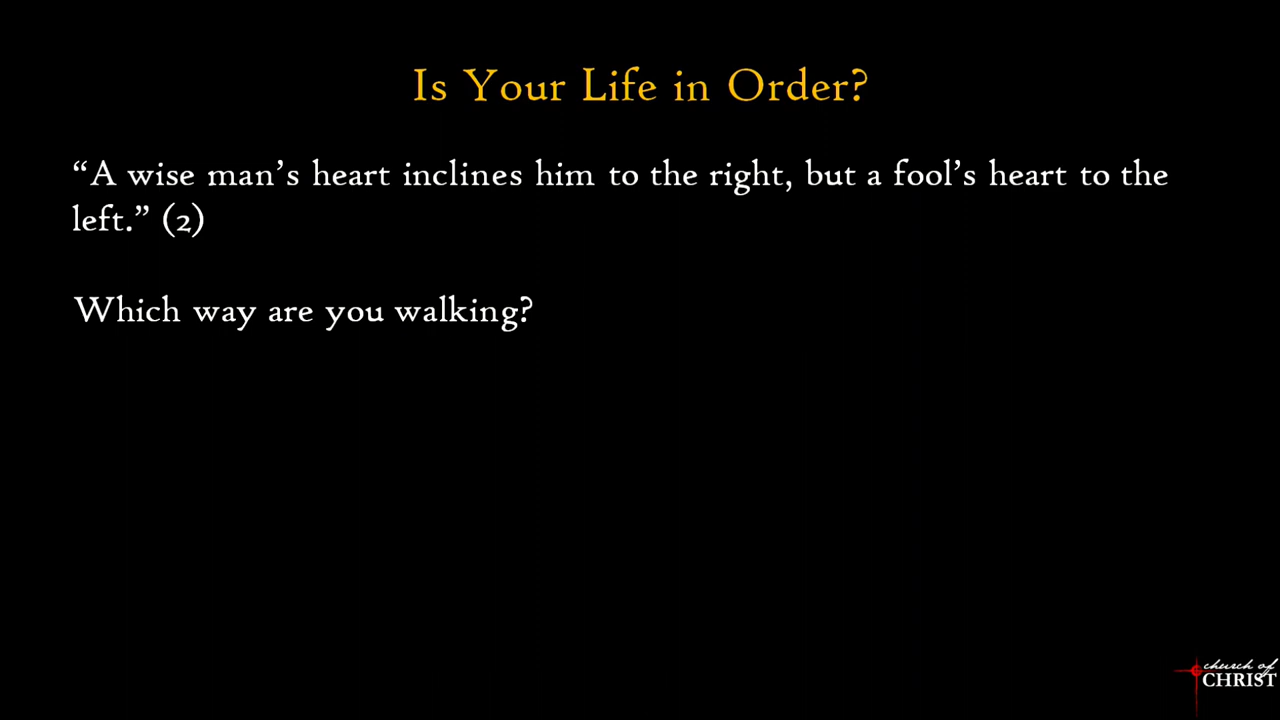 Is Your Life in Order?
“A wise man’s heart inclines him to the right, but a fool’s heart to the
left.” (2)
Which way are you walking?
church of
CHRIST